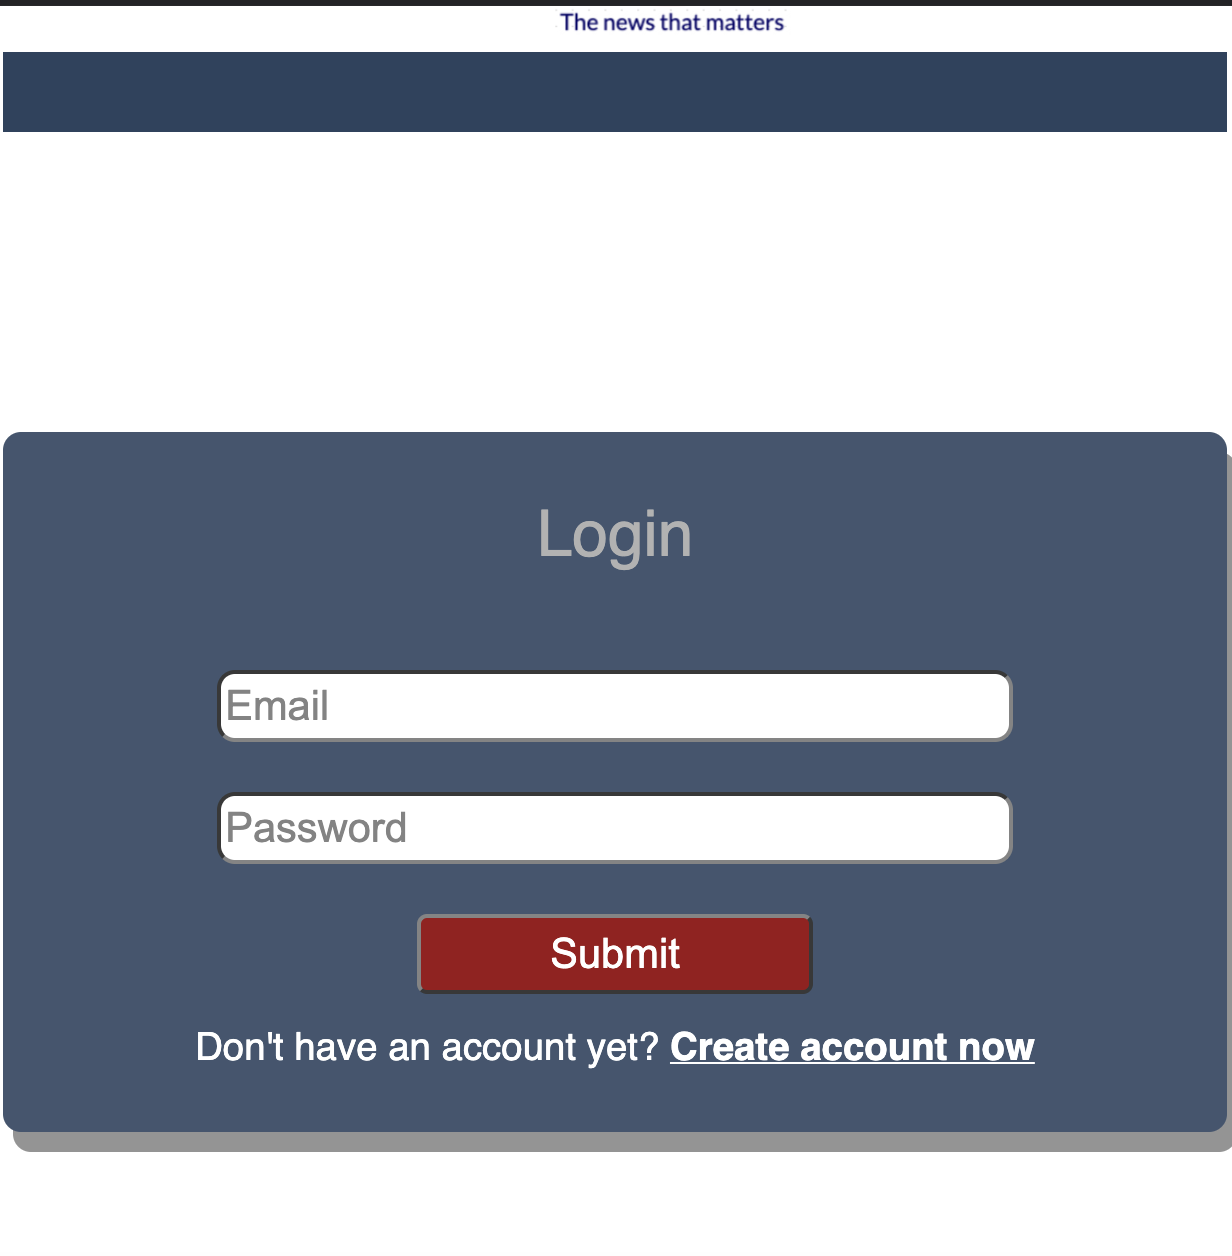 The news that matters
Login
Email
Password
Submit
Don't have an account yet? Create account now